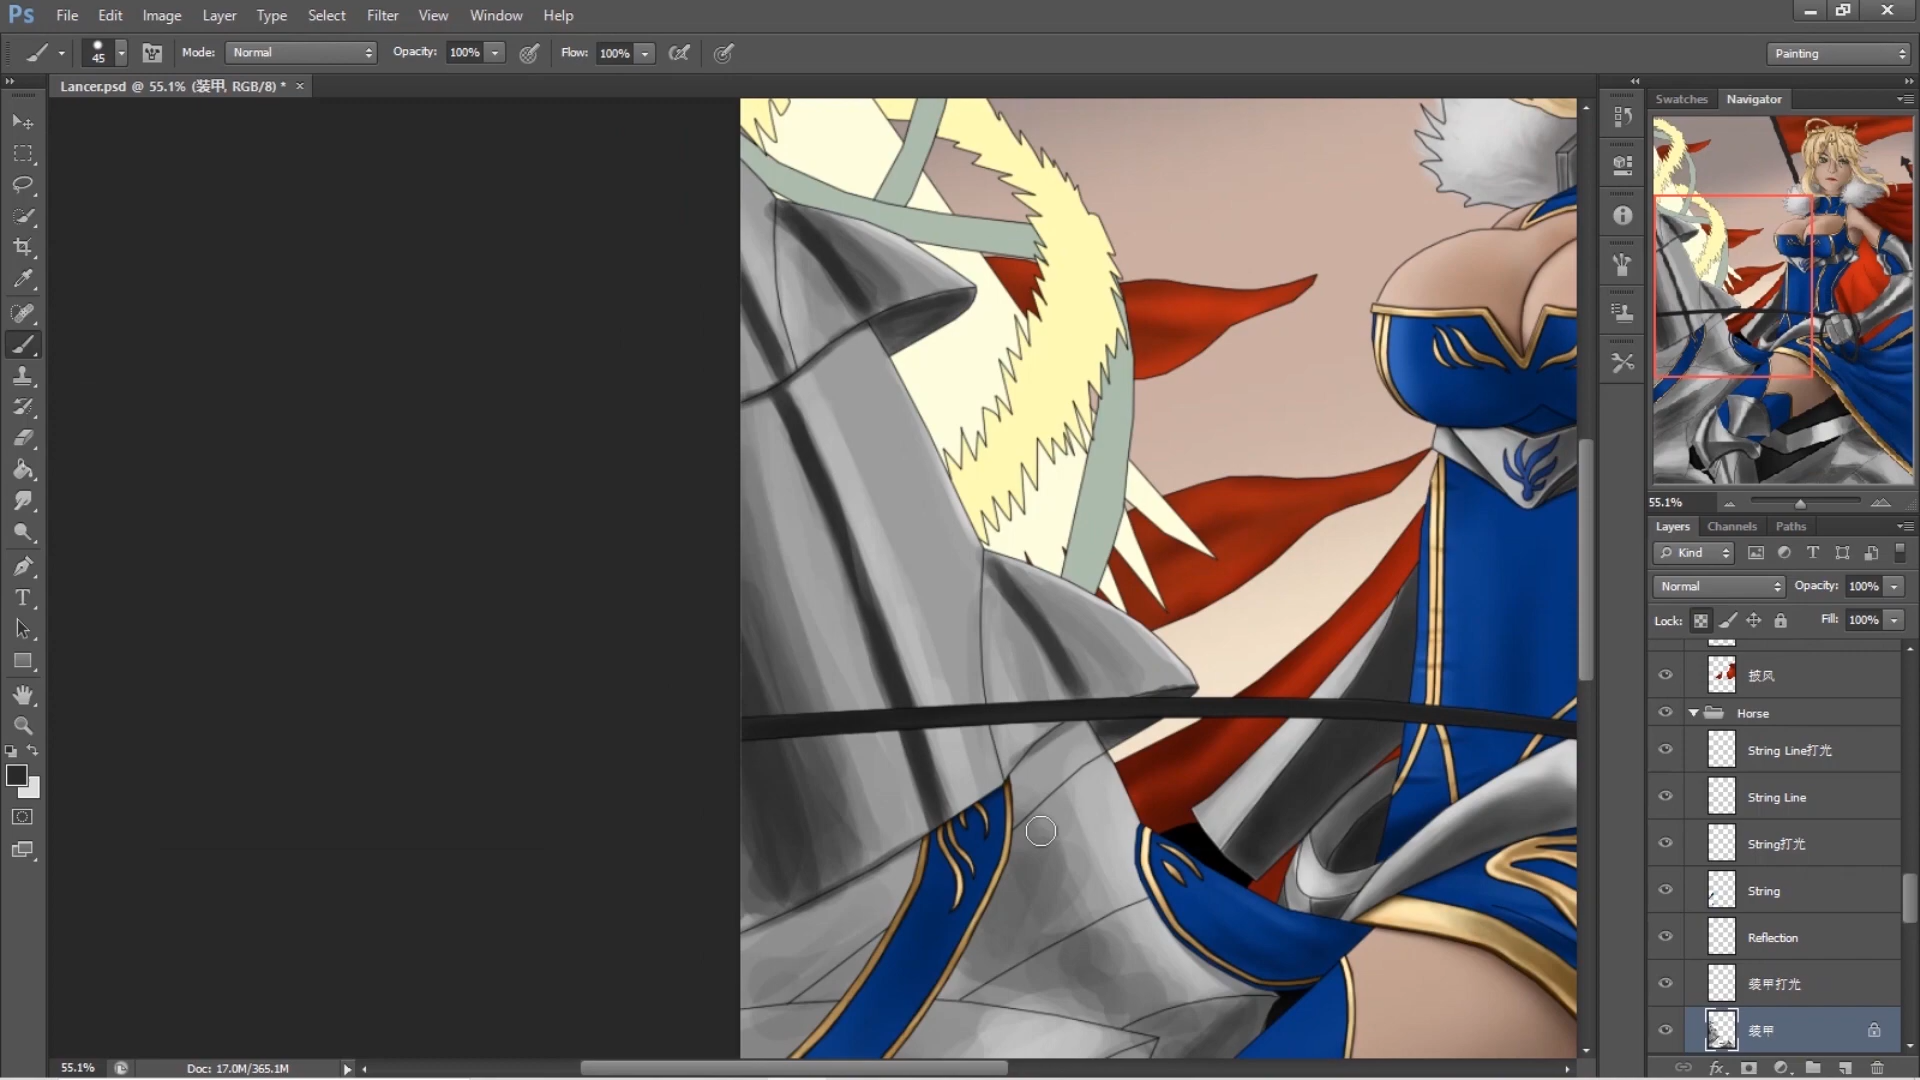 Ps File Edit Image Layer Type Select Filter View Window Help
45 Mode: Normal Opacity: 100% Flow: 100% Painting
Lancer.psd @ 55.1% (装甲, RGB/8) * ×
Swatches Navigator
55.1%
Layers Channels Paths
Kind
Normal Opacity: 100%
Lock: Fill: 100%
披风
Horse
String Line打光
String Line
String打光
String
Reflection
装甲打光
装甲
fx
55.1% Doc: 17.0M/365.1M